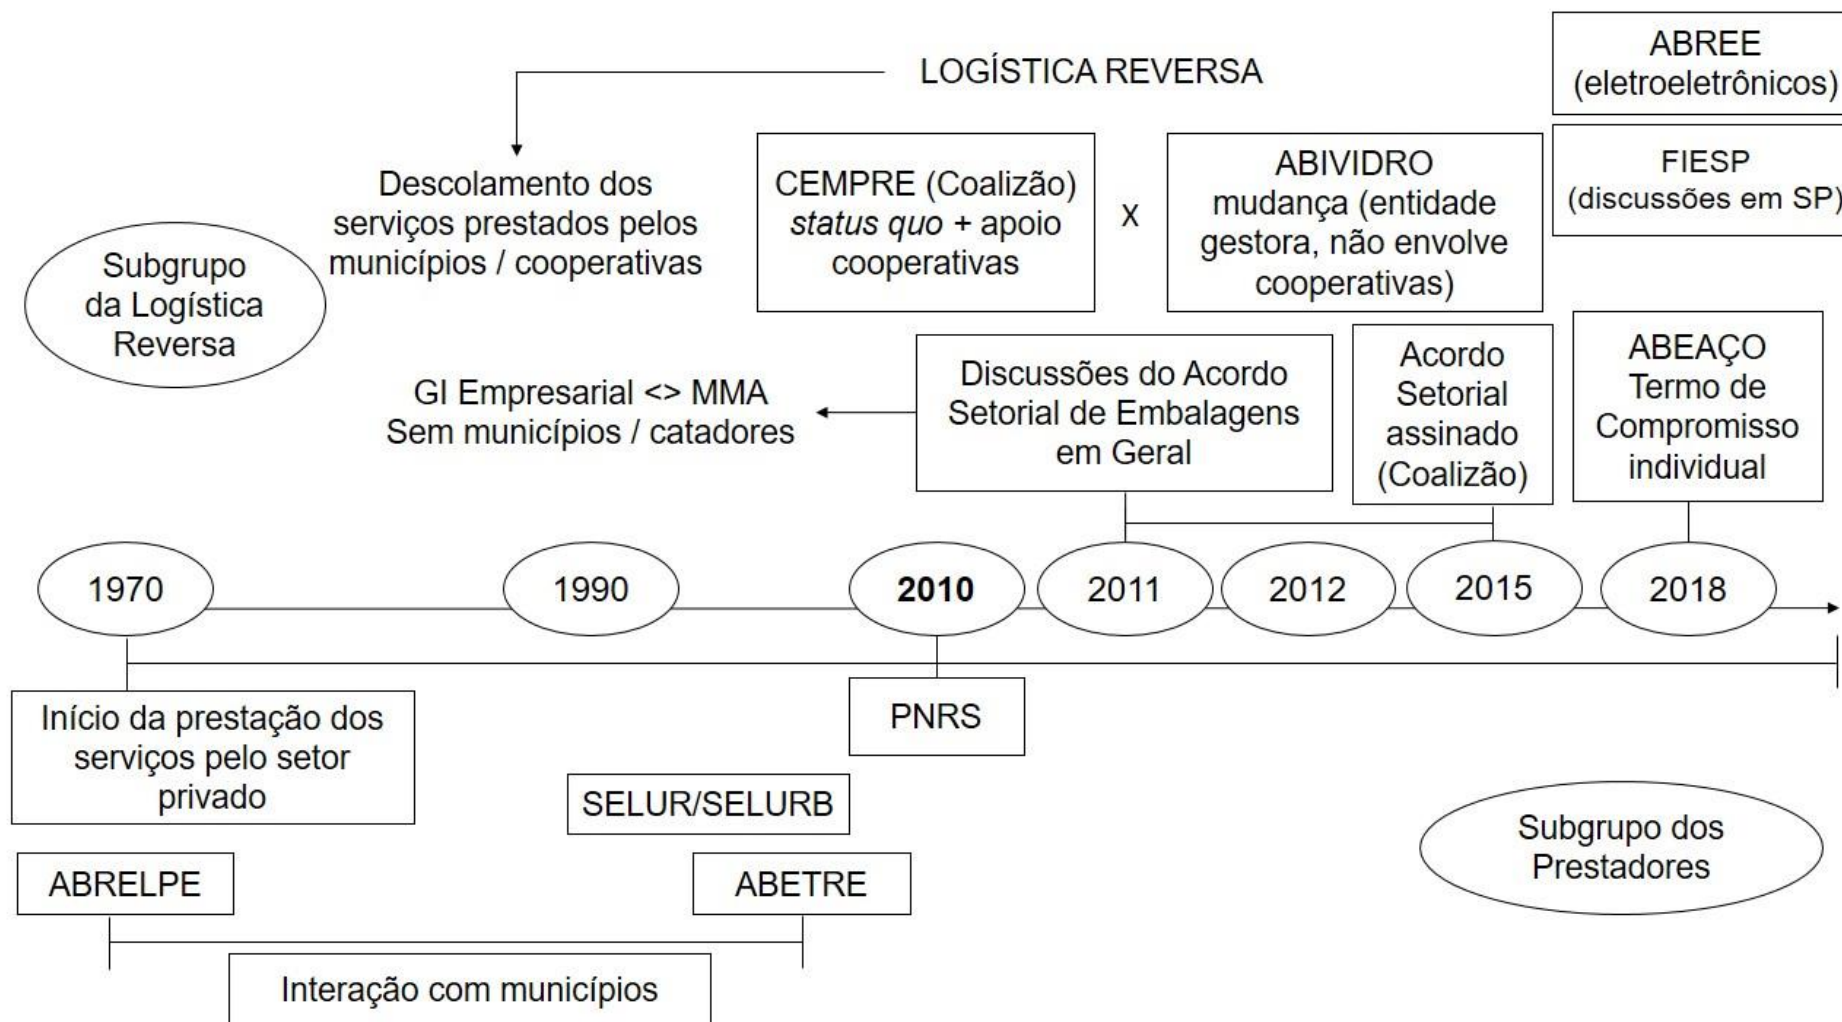 LOGÍSTICA REVERSA
ABREE
(eletroeletrônicos)
FIESP
(discussões em SP)
Descolamento dos
serviços prestados pelos
municípios / cooperativas
CEMPRE (Coalizão)
status quo + apoio
cooperativas
X
ABIVIDRO
mudança (entidade
gestora, não envolve
cooperativas)
Subgrupo
da Logística
Reversa
GI Empresarial <> MMA
Sem municípios / catadores
Discussões do Acordo
Setorial de Embalagens
em Geral
Acordo
Setorial
assinado
(Coalizão)
ABEAÇO
Termo de
Compromisso
individual
1970
1990
2010
2011
2012
2015
2018
Início da prestação dos
serviços pelo setor
privado
PNRS
SELUR/SELURB
ABRELPE
ABETRE
Subgrupo dos
Prestadores
Interação com municípios